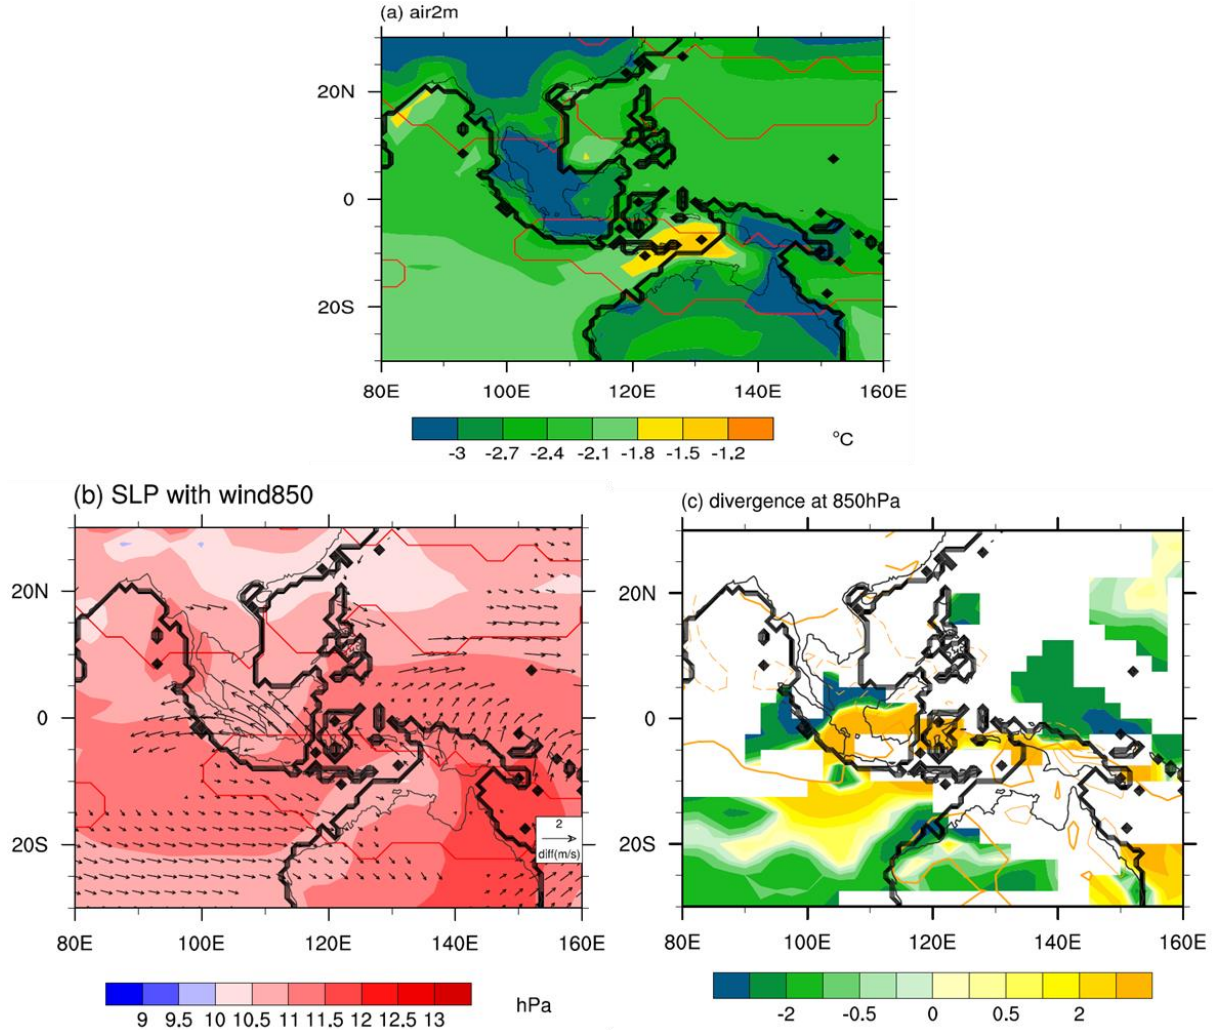 (a) air2m
20N
0
20S
80E 100E 120E 140E 160E
-3 -2.7 -2.4 -2.1 -1.8 -1.5 -1.2
°C
(b) SLP with wind850
20N
0
20S
2
diff(m/s)
80E 100E 120E 140E 160E
9 9.5 10 10.5 11 11.5 12 12.5 13
hPa
(c) divergence at 850hPa
20N
0
20S
80E 100E 120E 140E 160E
-2 -0.5 0 0.5 2